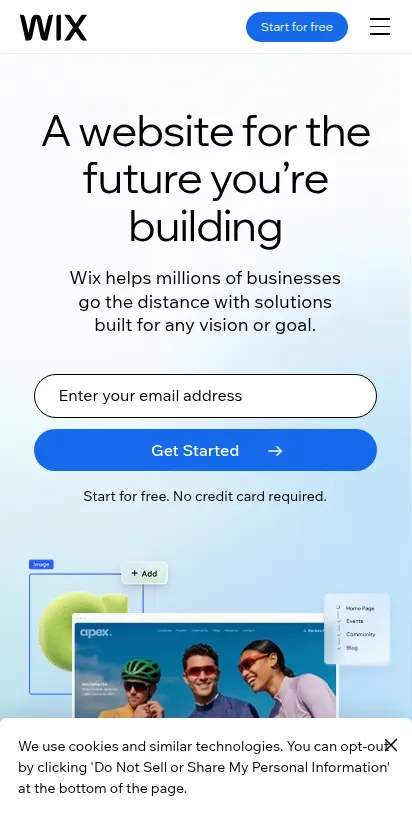 WIX
Start for free
A website for the
future you're
building
Wix helps millions of businesses
go the distance with solutions
built for any vision or goal.
Enter your email address
Get Started →
Start for free. No credit card required.
Image
+ Add
apex.
Home Page
Events
Community
Blog
We use cookies and similar technologies. You can opt-out
by clicking 'Do Not Sell or Share My Personal Information'
at the bottom of the page.